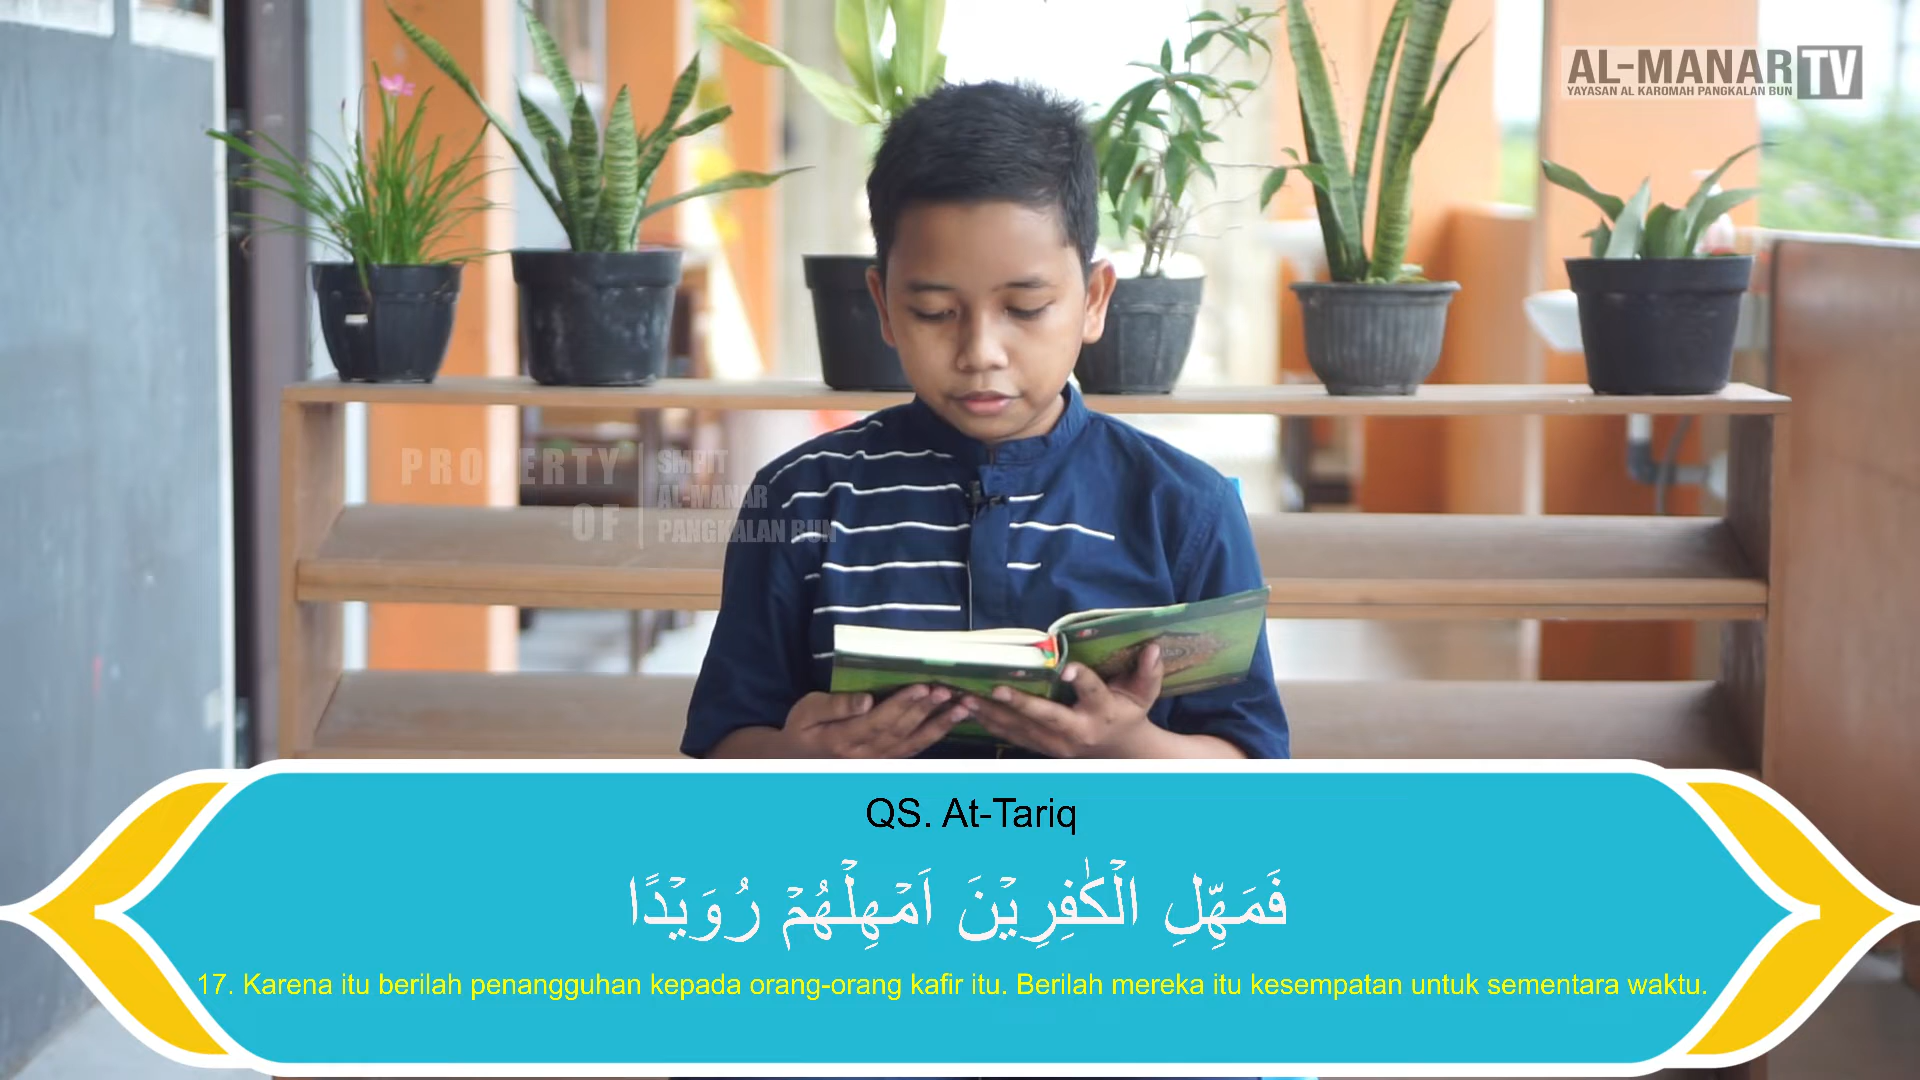 AL-MANAR TV
YAYASAN AL KAROMAH PANGKALAN BUN
PROPERTY OF
SMPIT
AL-MANAR
PANGKALAN BUN
QS. At-Tariq
فَمَهِّلِ الْكٰفِرِيْنَ اَمْهِلْهُمْ رُوَيْدًا
17. Karena itu berilah penangguhan kepada orang-orang kafir itu. Berilah mereka itu kesempatan untuk sementara waktu.